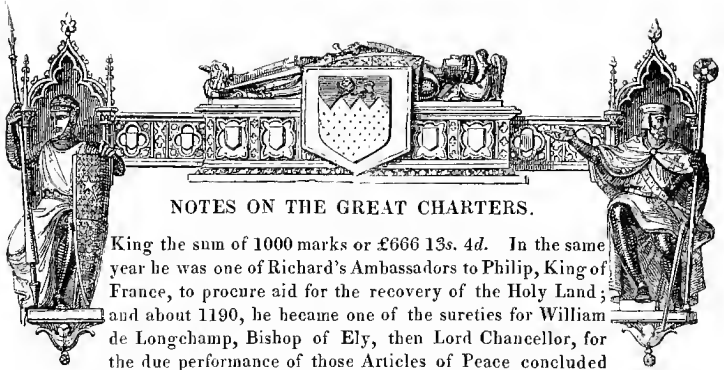 NOTES ON THE GREAT CHARTERS.
King the sum of 1000 marks or £666 13s. 4d. In the same
year he was one of Richard's Ambassadors to Philip, King of
France, to procure aid for the recovery of the Holy Land;
and about 1190, he became one of the sureties for William
de Longchamp, Bishop of Ely, then Lord Chancellor, for
the due performance of those Articles of Peace concluded